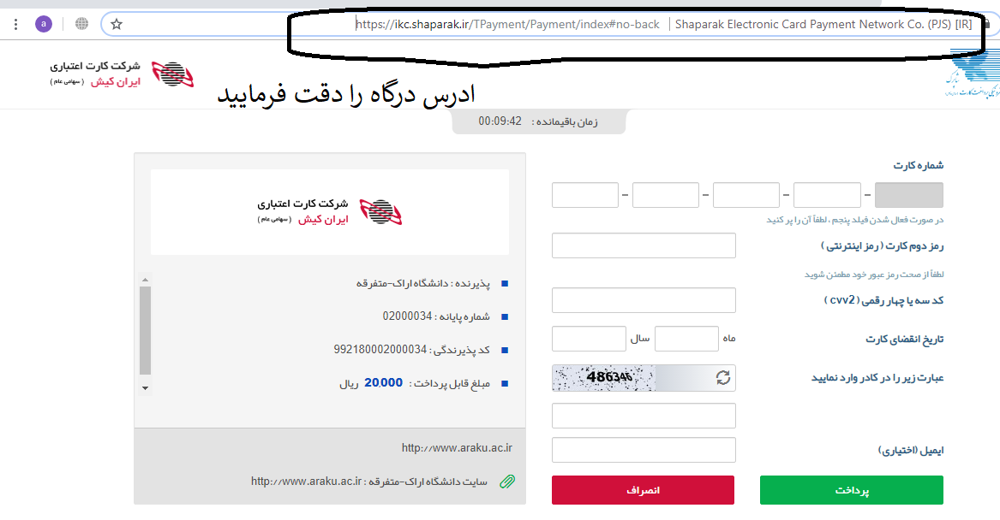 a
https://ikc.shaparak.ir/TPayment/Payment/index#no-back | Shaparak Electronic Card Payment Network Co. (PJS) [IR]
شرکت کارت اعتباری
ایران کیش (سهامی عام)
شاپرک
ادرس درگاه را دقت فرمایید
زمان باقیمانده : 00:09:42
شماره کارت
- - - -
در صورت فعال شدن فیلد پنجم ، لطفاً آن را پر کنید
رمز دوم کارت ( رمز اینترنتی )
لطفاً از صحت رمز عبور خود مطمئن شوید
کد سه یا چهار رقمی ( cvv2 )
تاریخ انقضای کارت
ماه
سال
عبارت زیر را در کادر وارد نمایید
486346
ایمیل (اختیاری)
پرداخت
انصراف
شرکت کارت اعتباری
ایران کیش (سهامی عام)
پذیرنده : دانشگاه اراک-متفرقه
شماره پایانه : 02000034
کد پذیرندگی : 992180002000034
مبلغ قابل پرداخت : 20,000 ریال
http://www.araku.ac.ir
سایت دانشگاه اراک-متفرقه : http://www.araku.ac.ir